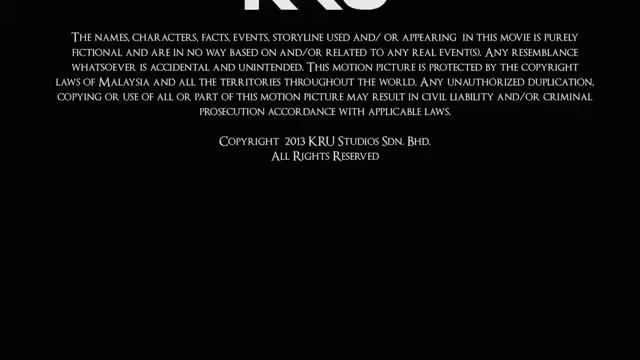 KRU
The names, characters, facts, events, storyline used and/ or appearing in this movie is purely
fictional and are in no way based on and/or related to any real event(s). Any resemblance
whatsoever is accidental and unintended. This motion picture is protected by the copyright
laws of Malaysia and all the territories throughout the world. Any unauthorized duplication,
copying or use of all or part of this motion picture may result in civil liability and/or criminal
prosecution accordance with applicable laws.
Copyright 2013 KRU Studios Sdn. Bhd.
All Rights Reserved